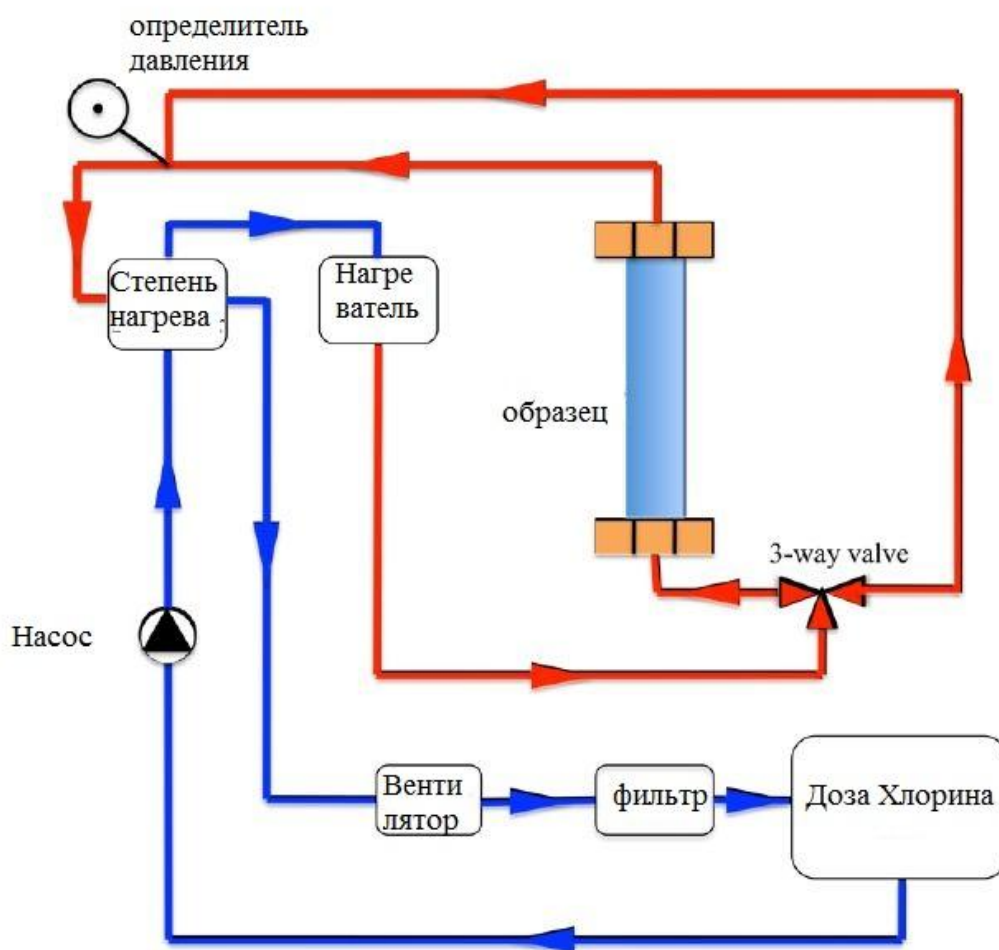 определитель
давления
Степень
нагрева
Нагре
ватель
образец
3-way valve
Насос
Венти
лятор
фильтр
Доза Хлорина